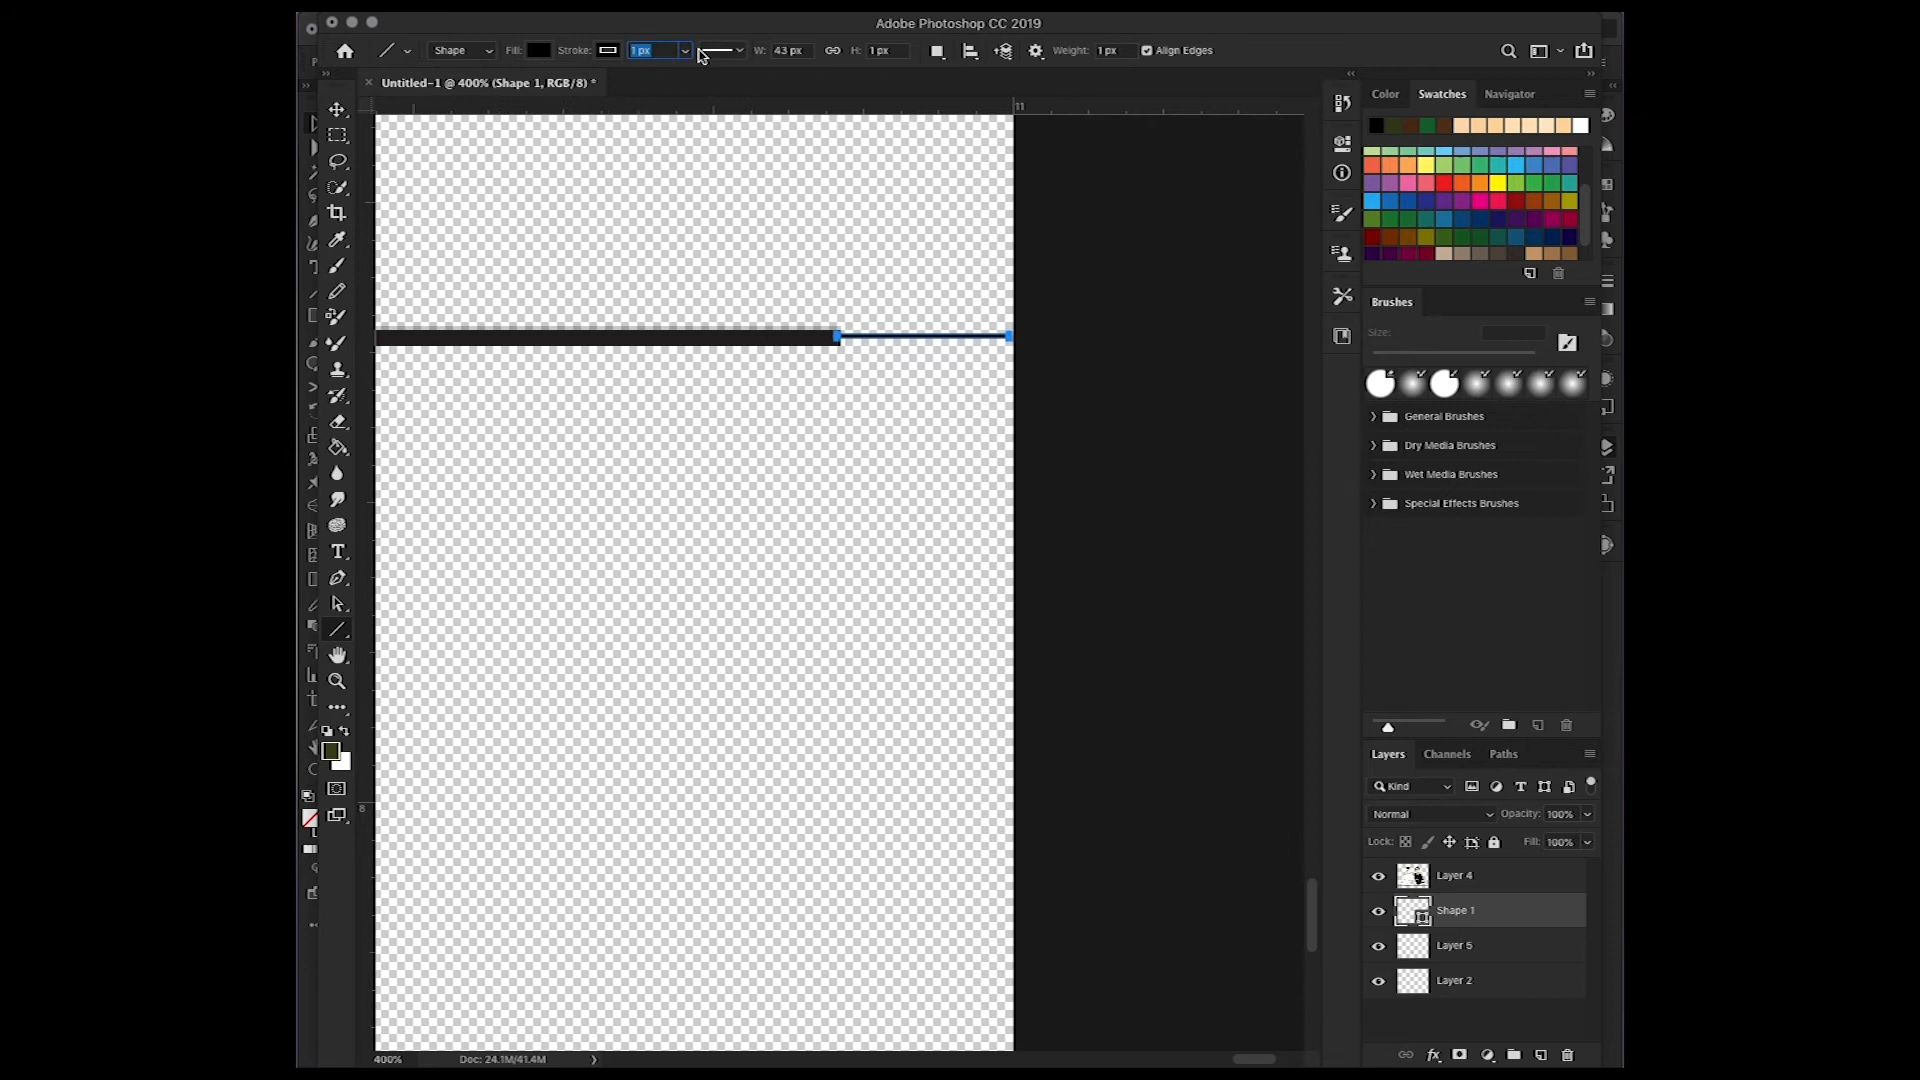 Adobe Photoshop CC 2019
Shape Fill: Stroke: 1 px W: 43 px H: 1 px Weight: 1 px Align Edges
Untitled-1 @ 400% (Shape 1, RGB/8) *
11
8
400% Doc: 24.1M/41.4M
Color Swatches Navigator
Brushes
Size:
General Brushes
Dry Media Brushes
Wet Media Brushes
Special Effects Brushes
Layers Channels Paths
Kind
Normal Opacity: 100%
Lock: Fill: 100%
Layer 4
Shape 1
Layer 5
Layer 2